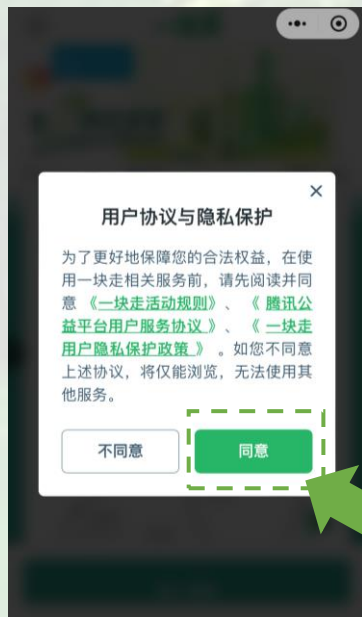 用户协议与隐私保护
为了更好地保障您的合法权益，在使
用一块走相关服务前，请先阅读并同
意《一块走活动规则》、《腾讯公
益平台用户服务协议》、《一块走
用户隐私保护政策》。如您不同意
上述协议，将仅能浏览，无法使用其
他服务。
不同意
同意